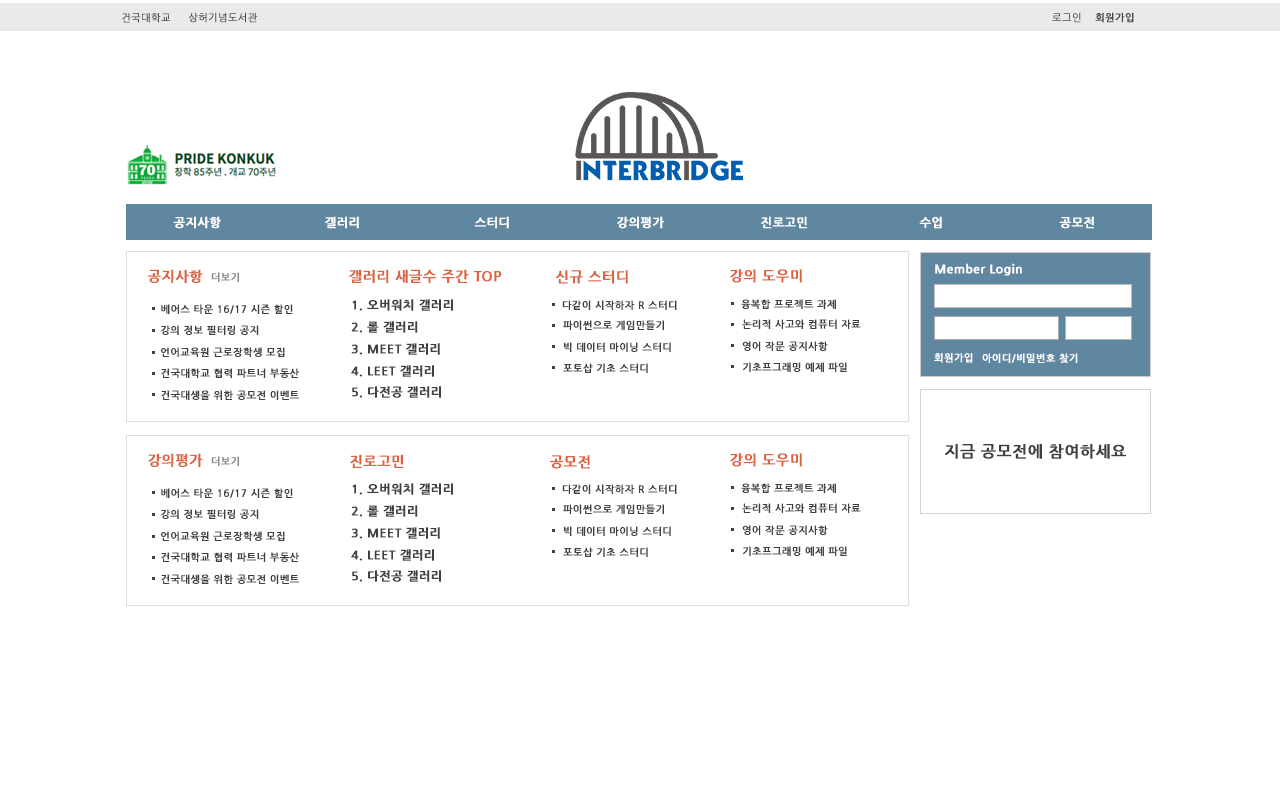 건국대학교 상허기념도서관 로그인 회원가입
INTERBRIDGE
70 PRIDE KONKUK
창학 85주년 . 개교 70주년
공지사항 갤러리 스터디 강의평가 진로고민 수업 공모전
공지사항 더보기
베어스 타운 16/17 시즌 할인
강의 정보 필터링 공지
언어교육원 근로장학생 모집
건국대학교 협력 파트너 부동산
건국대생을 위한 공모전 이벤트
갤러리 새글수 주간 TOP
1. 오버워치 갤러리
2. 롤 갤러리
3. MEET 갤러리
4. LEET 갤러리
5. 다전공 갤러리
신규 스터디
다같이 시작하자 R 스터디
파이썬으로 게임만들기
빅 데이터 마이닝 스터디
포토샵 기초 스터디
강의 도우미
융복합 프로젝트 과제
논리적 사고와 컴퓨터 자료
영어 작문 공지사항
기초프그래밍 예제 파일
Member Login
회원가입 아이디/비밀번호 찾기
지금 공모전에 참여하세요
강의평가 더보기
베어스 타운 16/17 시즌 할인
강의 정보 필터링 공지
언어교육원 근로장학생 모집
건국대학교 협력 파트너 부동산
건국대생을 위한 공모전 이벤트
진로고민
1. 오버워치 갤러리
2. 롤 갤러리
3. MEET 갤러리
4. LEET 갤러리
5. 다전공 갤러리
공모전
다같이 시작하자 R 스터디
파이썬으로 게임만들기
빅 데이터 마이닝 스터디
포토샵 기초 스터디
강의 도우미
융복합 프로젝트 과제
논리적 사고와 컴퓨터 자료
영어 작문 공지사항
기초프그래밍 예제 파일